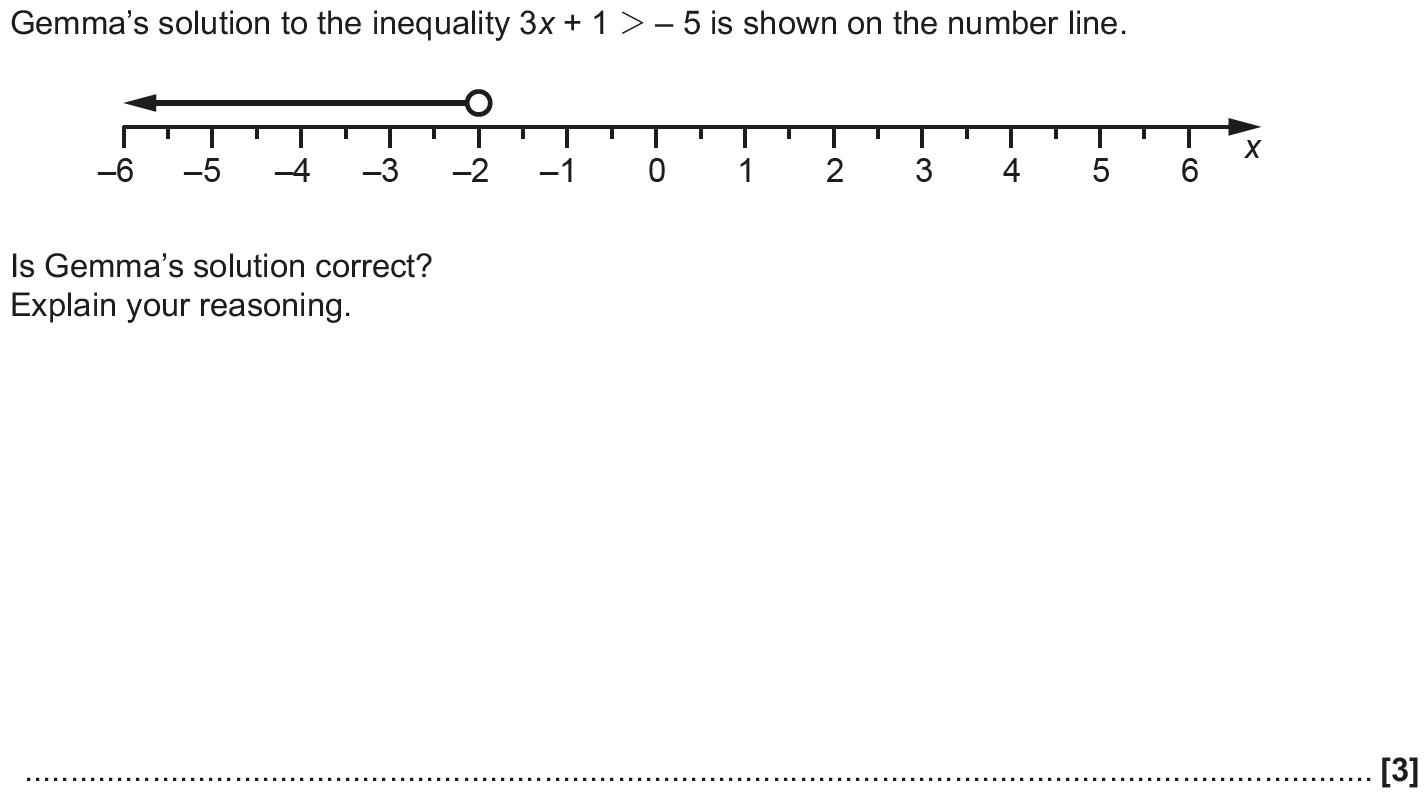 Gemma’s solution to the inequality 3x + 1 > – 5 is shown on the number line.
–6 –5 –4 –3 –2 –1 0 1 2 3 4 5 6 x
Is Gemma’s solution correct?
Explain your reasoning.
[3]